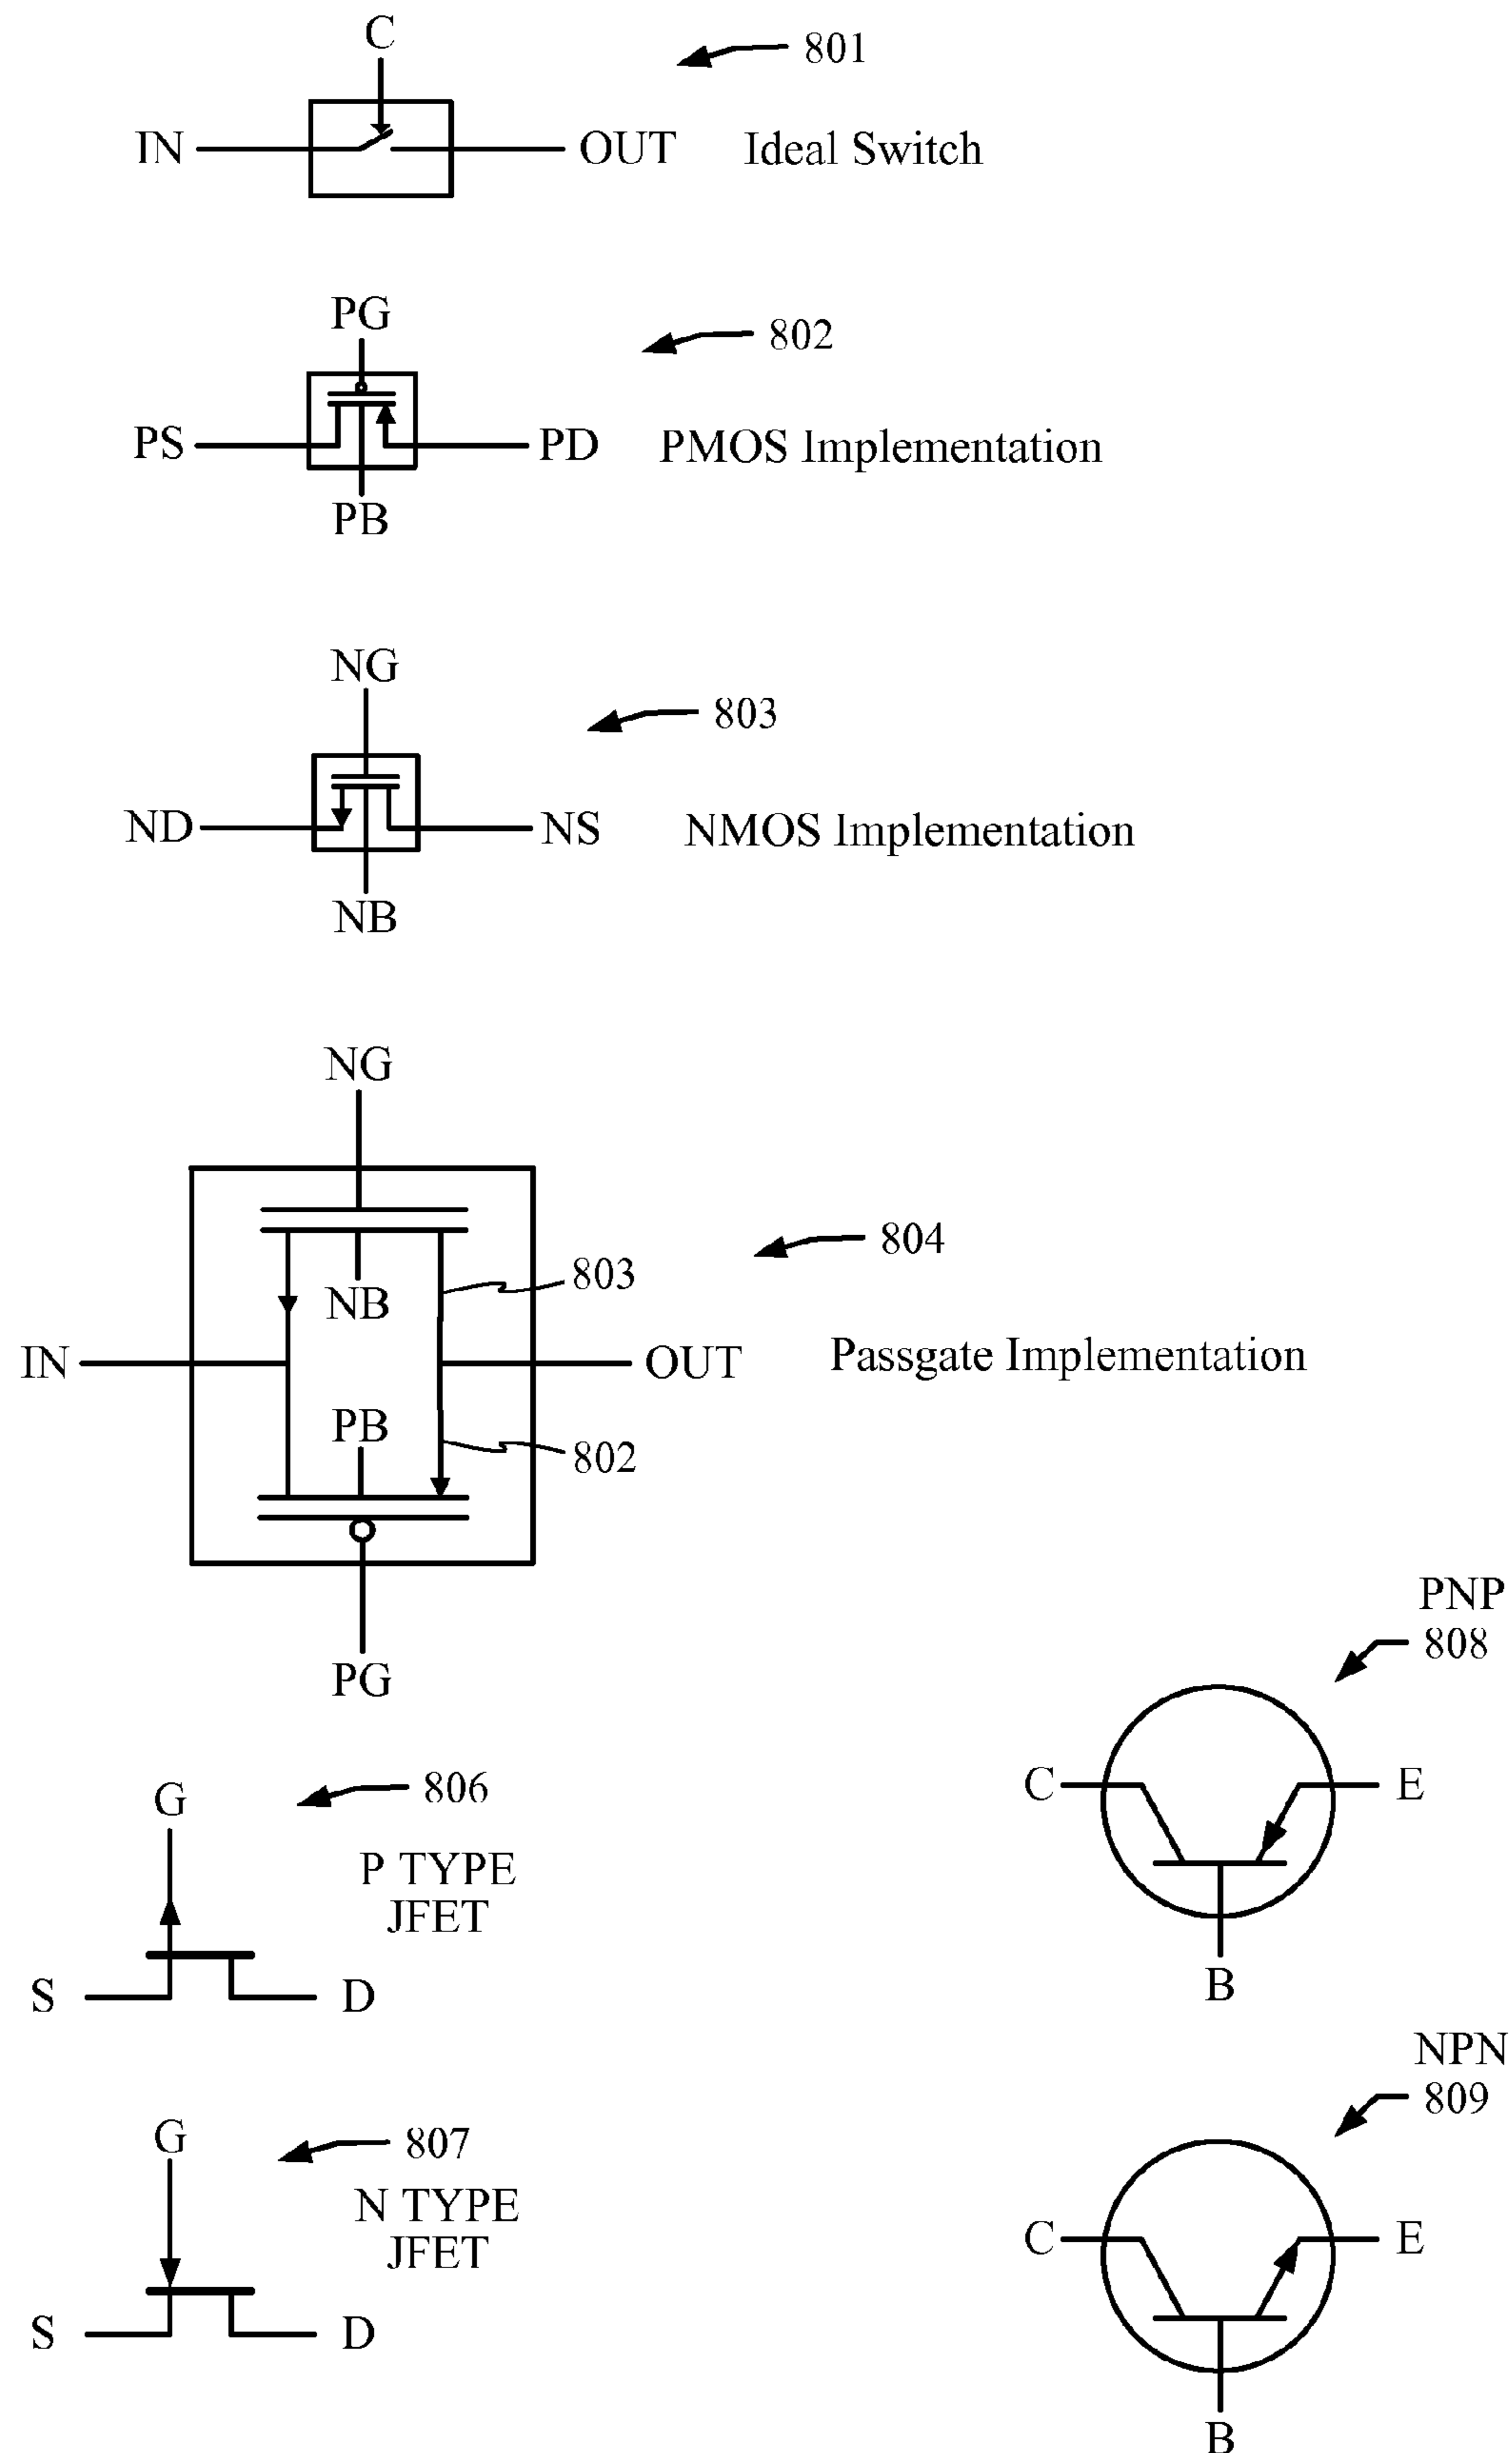 C
801
IN
OUT
Ideal Switch
PG
802
PS
PD
PMOS Implementation
PB
NG
803
ND
NS
NMOS Implementation
NB
NG
804
803
NB
IN
OUT
Passgate Implementation
PB
802
PG
PNP
808
C
E
B
G
806
P TYPE
JFET
S
D
NPN
809
C
E
B
G
807
N TYPE
JFET
S
D